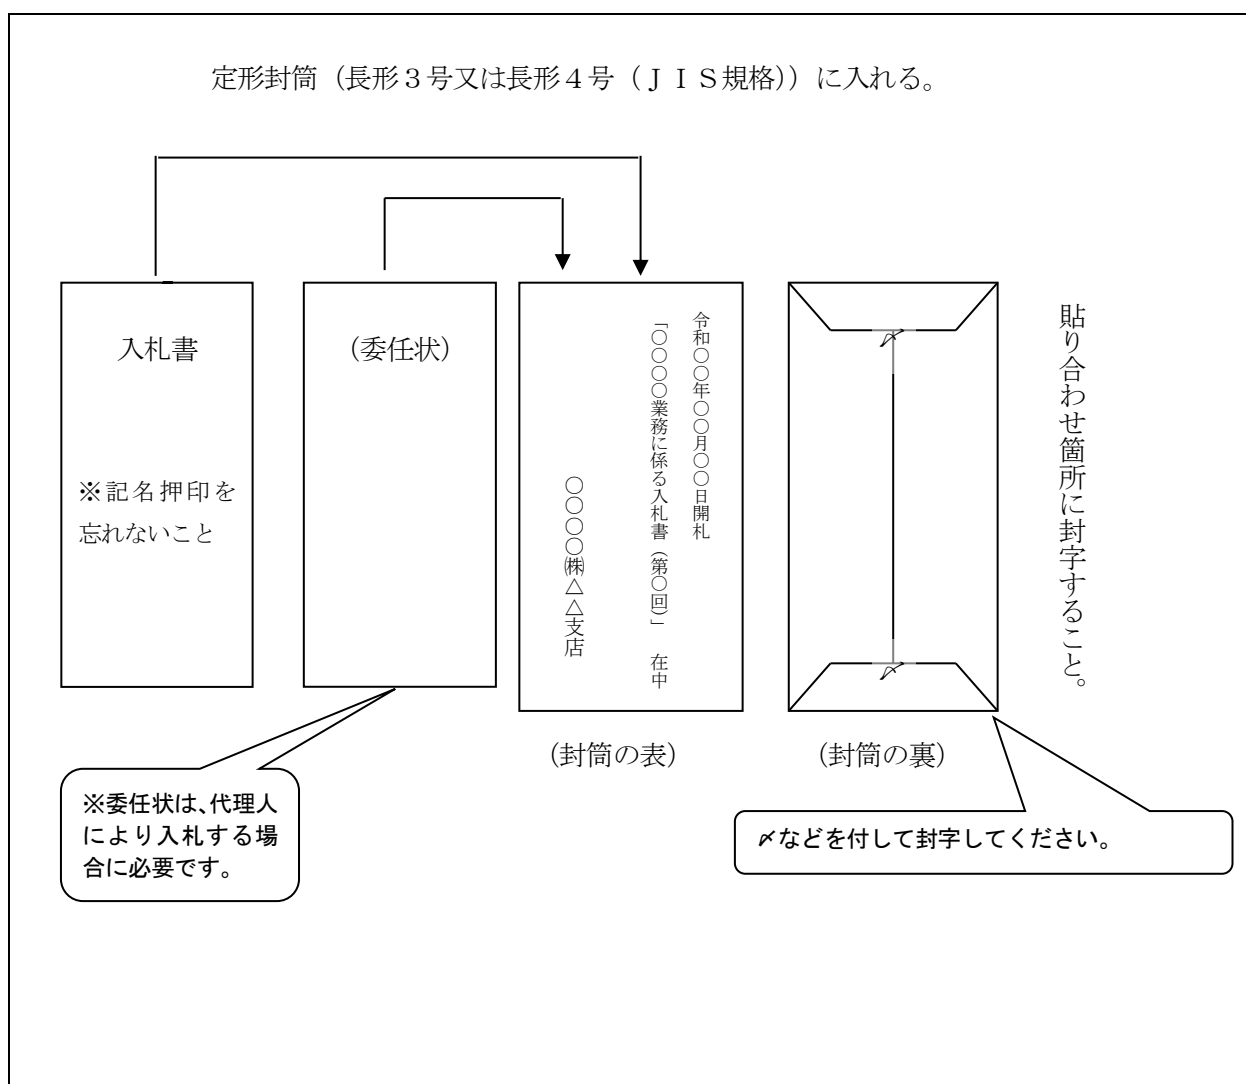 定形封筒（長形３号又は長形４号（ＪＩＳ規格））に入れる。
入札書
※記名押印を
忘れないこと
（委任状）
令和〇〇年〇〇月〇〇日開札
「〇〇〇〇業務に係る入札書（第〇回）」　在中
〇〇〇〇㈱△△支店
〆
〆
貼り合わせ箇所に封字すること。
（封筒の表）
（封筒の裏）
※委任状は、代理人
により入札する場
合に必要です。
〆などを付して封字してください。